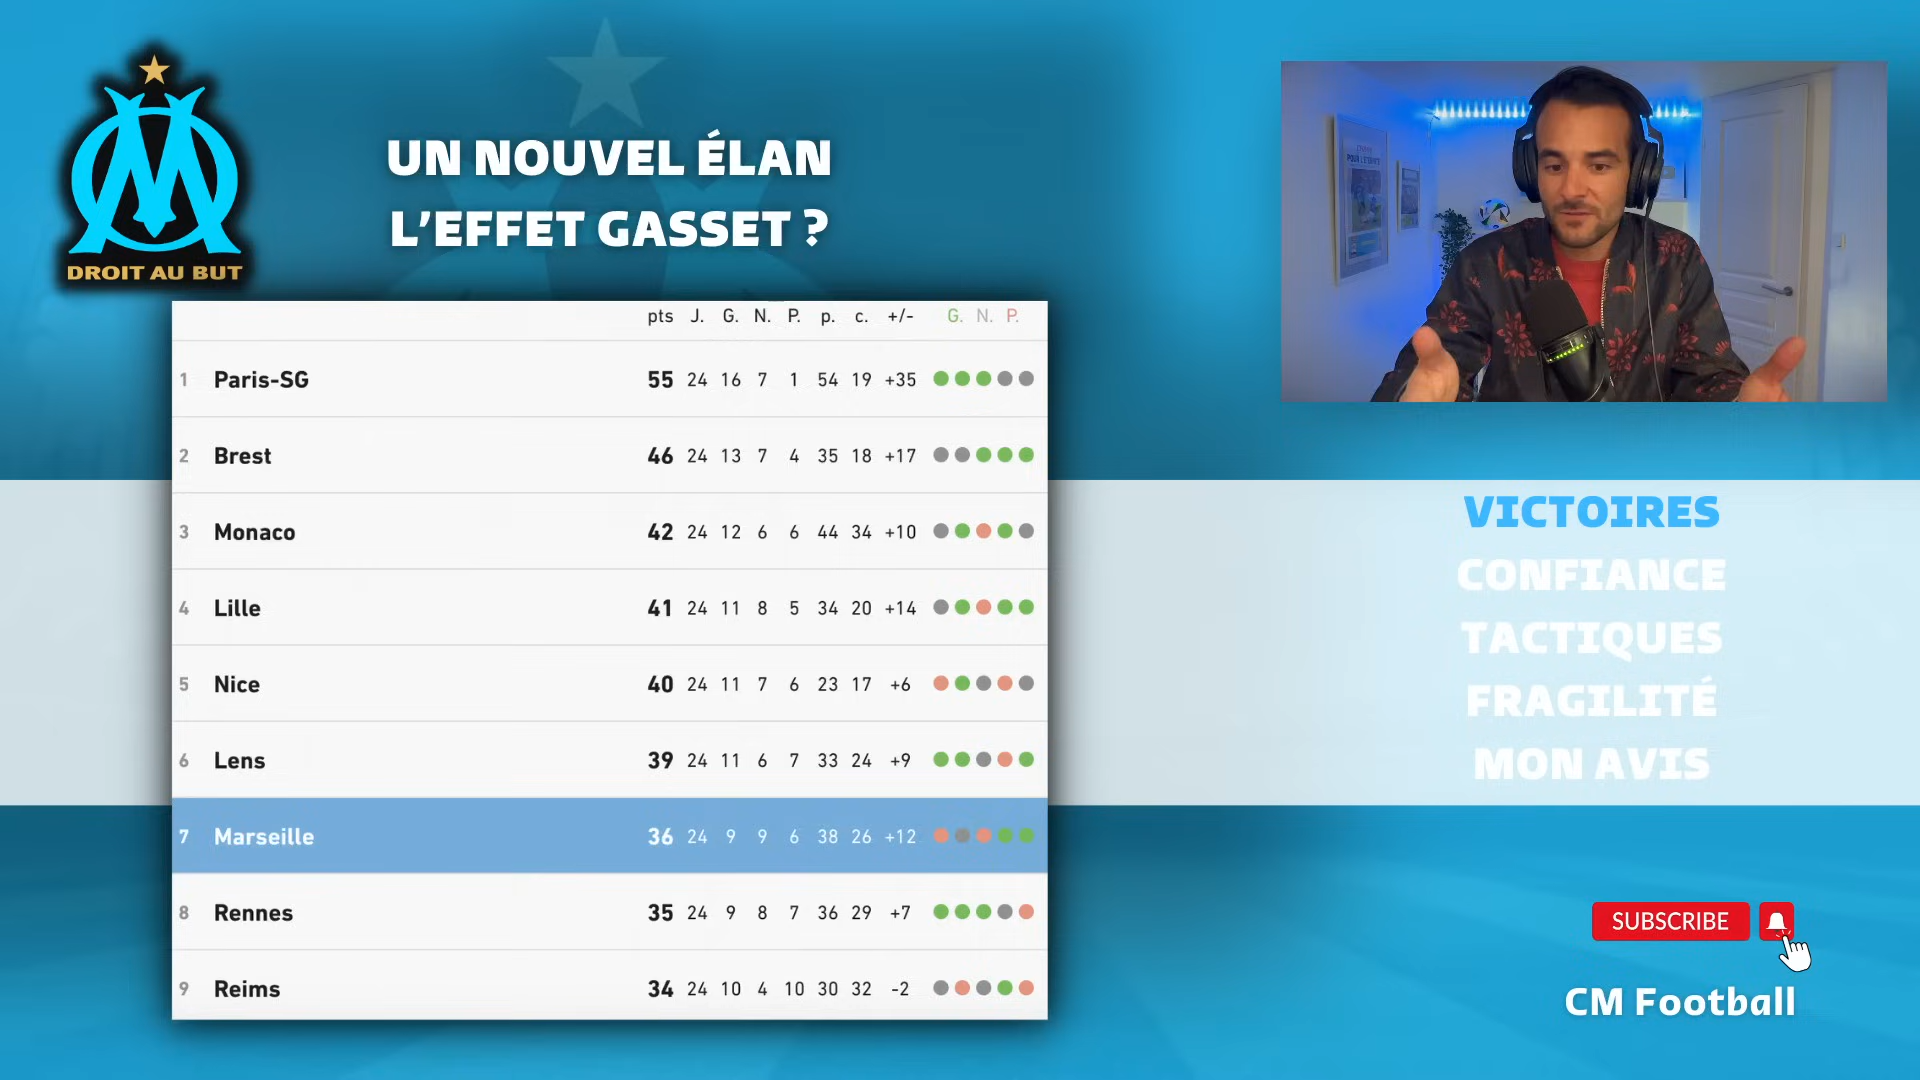 DROIT AU BUT
UN NOUVEL ÉLAN
L'EFFET GASSET ?
pts J. G. N. P. p. c. +/- G. N. P.
1 Paris-SG 55 24 16 7 1 54 19 +35
2 Brest 46 24 13 7 4 35 18 +17
3 Monaco 42 24 12 6 6 44 34 +10
4 Lille 41 24 11 8 5 34 20 +14
5 Nice 40 24 11 7 6 23 17 +6
6 Lens 39 24 11 6 7 33 24 +9
7 Marseille 36 24 9 9 6 38 26 +12
8 Rennes 35 24 9 8 7 36 29 +7
9 Reims 34 24 10 4 10 30 32 -2
VICTOIRES
CONFIANCE
TACTIQUES
FRAGILITÉ
MON AVIS
SUBSCRIBE
CM Football